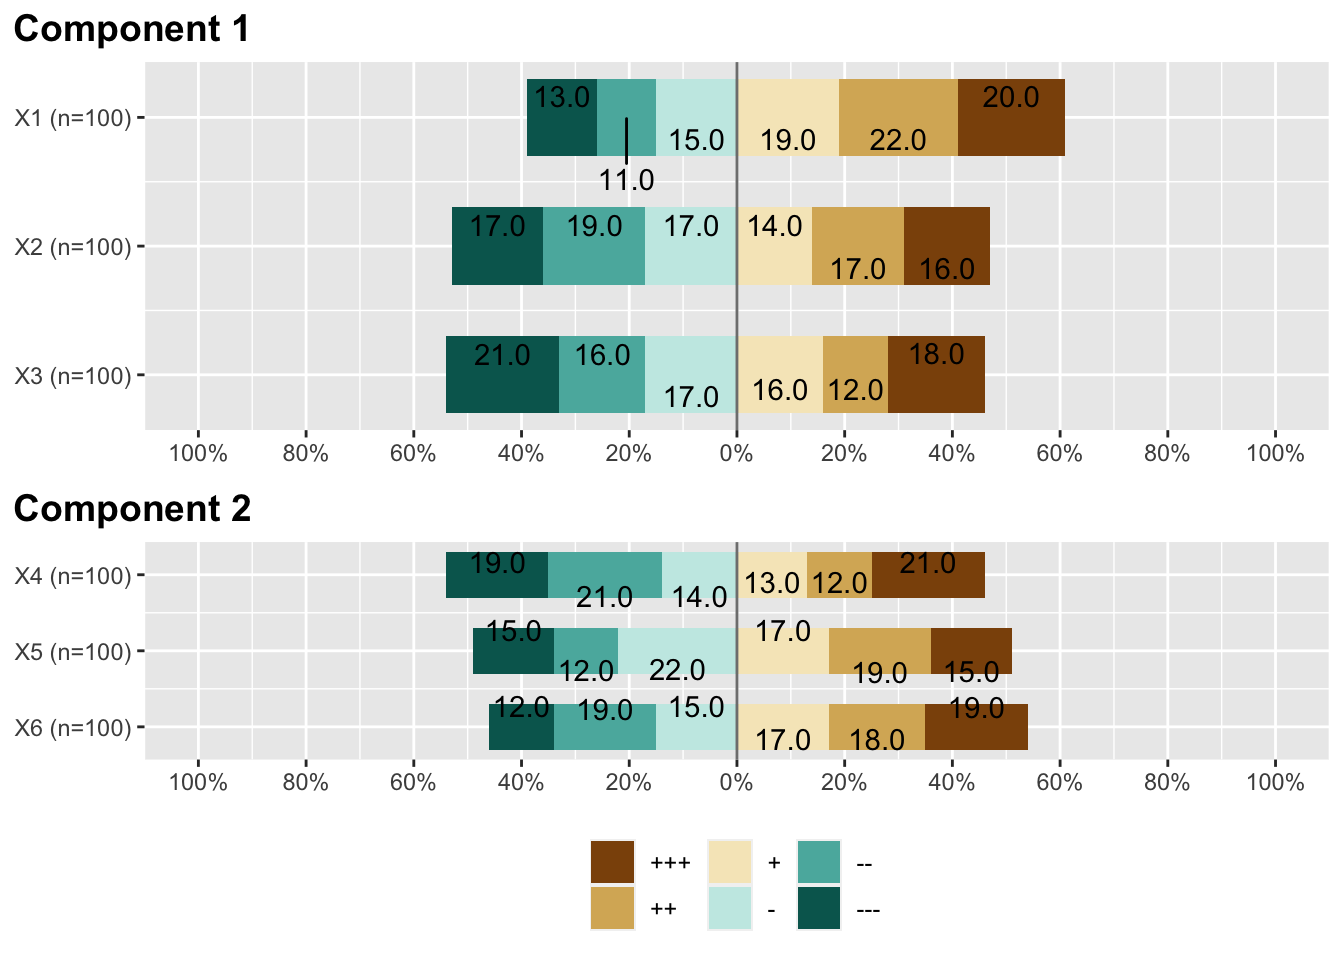 Component 1
X1 (n=100) 13.0 11.0 15.0 19.0 22.0 20.0
X2 (n=100) 17.0 19.0 17.0 14.0 17.0 16.0
X3 (n=100) 21.0 16.0 17.0 16.0 12.0 18.0
100% 80% 60% 40% 20% 0% 20% 40% 60% 80% 100%
Component 2
X4 (n=100) 19.0 21.0 14.0 13.0 12.0 21.0
X5 (n=100) 15.0 12.0 22.0 17.0 19.0 15.0
X6 (n=100) 12.0 19.0 15.0 17.0 18.0 19.0
100% 80% 60% 40% 20% 0% 20% 40% 60% 80% 100%
+++ + --
++ - ---